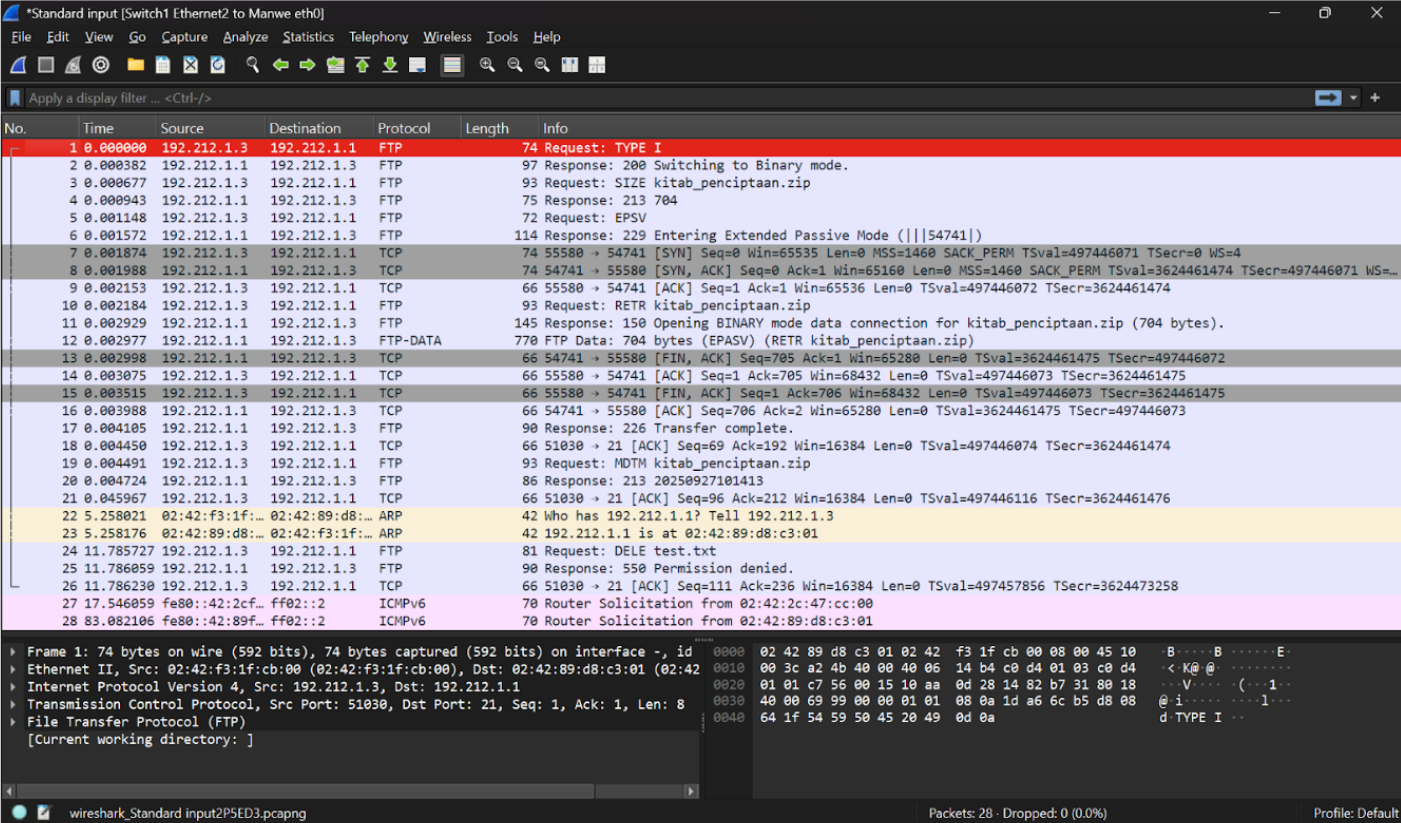 *Standard input [Switch1 Ethernet2 to Manwe eth0]
File Edit View Go Capture Analyze Statistics Telephony Wireless Tools Help
Apply a display filter ... <Ctrl-/>
No. Time Source Destination Protocol Length Info
1 0.000000 192.212.1.3 192.212.1.1 FTP 74 Request: TYPE I
2 0.000382 192.212.1.1 192.212.1.3 FTP 97 Response: 200 Switching to Binary mode.
3 0.000677 192.212.1.3 192.212.1.1 FTP 93 Request: SIZE kitab_penciptaan.zip
4 0.000943 192.212.1.1 192.212.1.3 FTP 75 Response: 213 704
5 0.001148 192.212.1.3 192.212.1.1 FTP 72 Request: EPSV
6 0.001572 192.212.1.1 192.212.1.3 FTP 114 Response: 229 Entering Extended Passive Mode (|||54741|)
7 0.001874 192.212.1.3 192.212.1.1 TCP 74 55580 → 54741 [SYN] Seq=0 Win=65535 Len=0 MSS=1460 SACK_PERM TSval=497446071 TSecr=0 WS=4
8 0.001988 192.212.1.1 192.212.1.3 TCP 74 54741 → 55580 [SYN, ACK] Seq=0 Ack=1 Win=65160 Len=0 MSS=1460 SACK_PERM TSval=3624461474 TSecr=497446071 WS=...
9 0.002153 192.212.1.3 192.212.1.1 TCP 66 55580 → 54741 [ACK] Seq=1 Ack=1 Win=65536 Len=0 TSval=497446072 TSecr=3624461474
10 0.002184 192.212.1.3 192.212.1.1 FTP 93 Request: RETR kitab_penciptaan.zip
11 0.002929 192.212.1.1 192.212.1.3 FTP 145 Response: 150 Opening BINARY mode data connection for kitab_penciptaan.zip (704 bytes).
12 0.002977 192.212.1.1 192.212.1.3 FTP-DATA 770 FTP Data: 704 bytes (EPASV) (RETR kitab_penciptaan.zip)
13 0.002998 192.212.1.1 192.212.1.3 TCP 66 54741 → 55580 [FIN, ACK] Seq=705 Ack=1 Win=65280 Len=0 TSval=3624461475 TSecr=497446072
14 0.003075 192.212.1.3 192.212.1.1 TCP 66 55580 → 54741 [ACK] Seq=1 Ack=705 Win=68432 Len=0 TSval=497446073 TSecr=3624461475
15 0.003515 192.212.1.3 192.212.1.1 TCP 66 55580 → 54741 [FIN, ACK] Seq=1 Ack=706 Win=68432 Len=0 TSval=497446073 TSecr=3624461475
16 0.003988 192.212.1.1 192.212.1.3 TCP 66 54741 → 55580 [ACK] Seq=706 Ack=2 Win=65280 Len=0 TSval=3624461475 TSecr=497446073
17 0.004105 192.212.1.1 192.212.1.3 FTP 90 Response: 226 Transfer complete.
18 0.004450 192.212.1.3 192.212.1.1 TCP 66 51030 → 21 [ACK] Seq=69 Ack=192 Win=16384 Len=0 TSval=497446074 TSecr=3624461474
19 0.004491 192.212.1.3 192.212.1.1 FTP 93 Request: MDTM kitab_penciptaan.zip
20 0.004724 192.212.1.1 192.212.1.3 FTP 86 Response: 213 20250927101413
21 0.045967 192.212.1.3 192.212.1.1 TCP 66 51030 → 21 [ACK] Seq=96 Ack=212 Win=16384 Len=0 TSval=497446116 TSecr=3624461476
22 5.258021 02:42:f3:1f:... 02:42:89:d8:... ARP 42 Who has 192.212.1.1? Tell 192.212.1.3
23 5.258176 02:42:89:d8:... 02:42:f3:1f:... ARP 42 192.212.1.1 is at 02:42:89:d8:c3:01
24 11.785727 192.212.1.3 192.212.1.1 FTP 81 Request: DELE test.txt
25 11.786059 192.212.1.1 192.212.1.3 FTP 90 Response: 550 Permission denied.
26 11.786230 192.212.1.3 192.212.1.1 TCP 66 51030 → 21 [ACK] Seq=111 Ack=236 Win=16384 Len=0 TSval=497457856 TSecr=3624473258
27 17.546059 fe80::42:2cf... ff02::2 ICMPv6 70 Router Solicitation from 02:42:2c:47:cc:00
28 83.082106 fe80::42:89f... ff02::2 ICMPv6 70 Router Solicitation from 02:42:89:d8:c3:01
Frame 1: 74 bytes on wire (592 bits), 74 bytes captured (592 bits) on interface -, id
Ethernet II, Src: 02:42:f3:1f:cb:00 (02:42:f3:1f:cb:00), Dst: 02:42:89:d8:c3:01 (02:42
Internet Protocol Version 4, Src: 192.212.1.3, Dst: 192.212.1.1
Transmission Control Protocol, Src Port: 51030, Dst Port: 21, Seq: 1, Ack: 1, Len: 8
File Transfer Protocol (FTP)
[Current working directory: ]
0000 02 42 89 d8 c3 01 02 42 f3 1f cb 00 08 00 45 10 ·B·····B ······E·
0010 00 3c a2 4b 40 00 40 06 14 b4 c0 d4 01 03 c0 d4 ·<·K@·@· ········
0020 01 01 c7 56 00 15 10 aa 0d 28 14 82 b7 31 80 18 ···V···· ·(···1··
0030 40 00 69 99 00 00 01 01 08 0a 1d a6 6c b5 d8 08 @·i····· ····l···
0040 64 1f 54 59 50 45 20 49 0d 0a d·TYPE I ··
wireshark_Standard input2P5ED3.pcapng
Packets: 28 · Dropped: 0 (0.0%)
Profile: Default